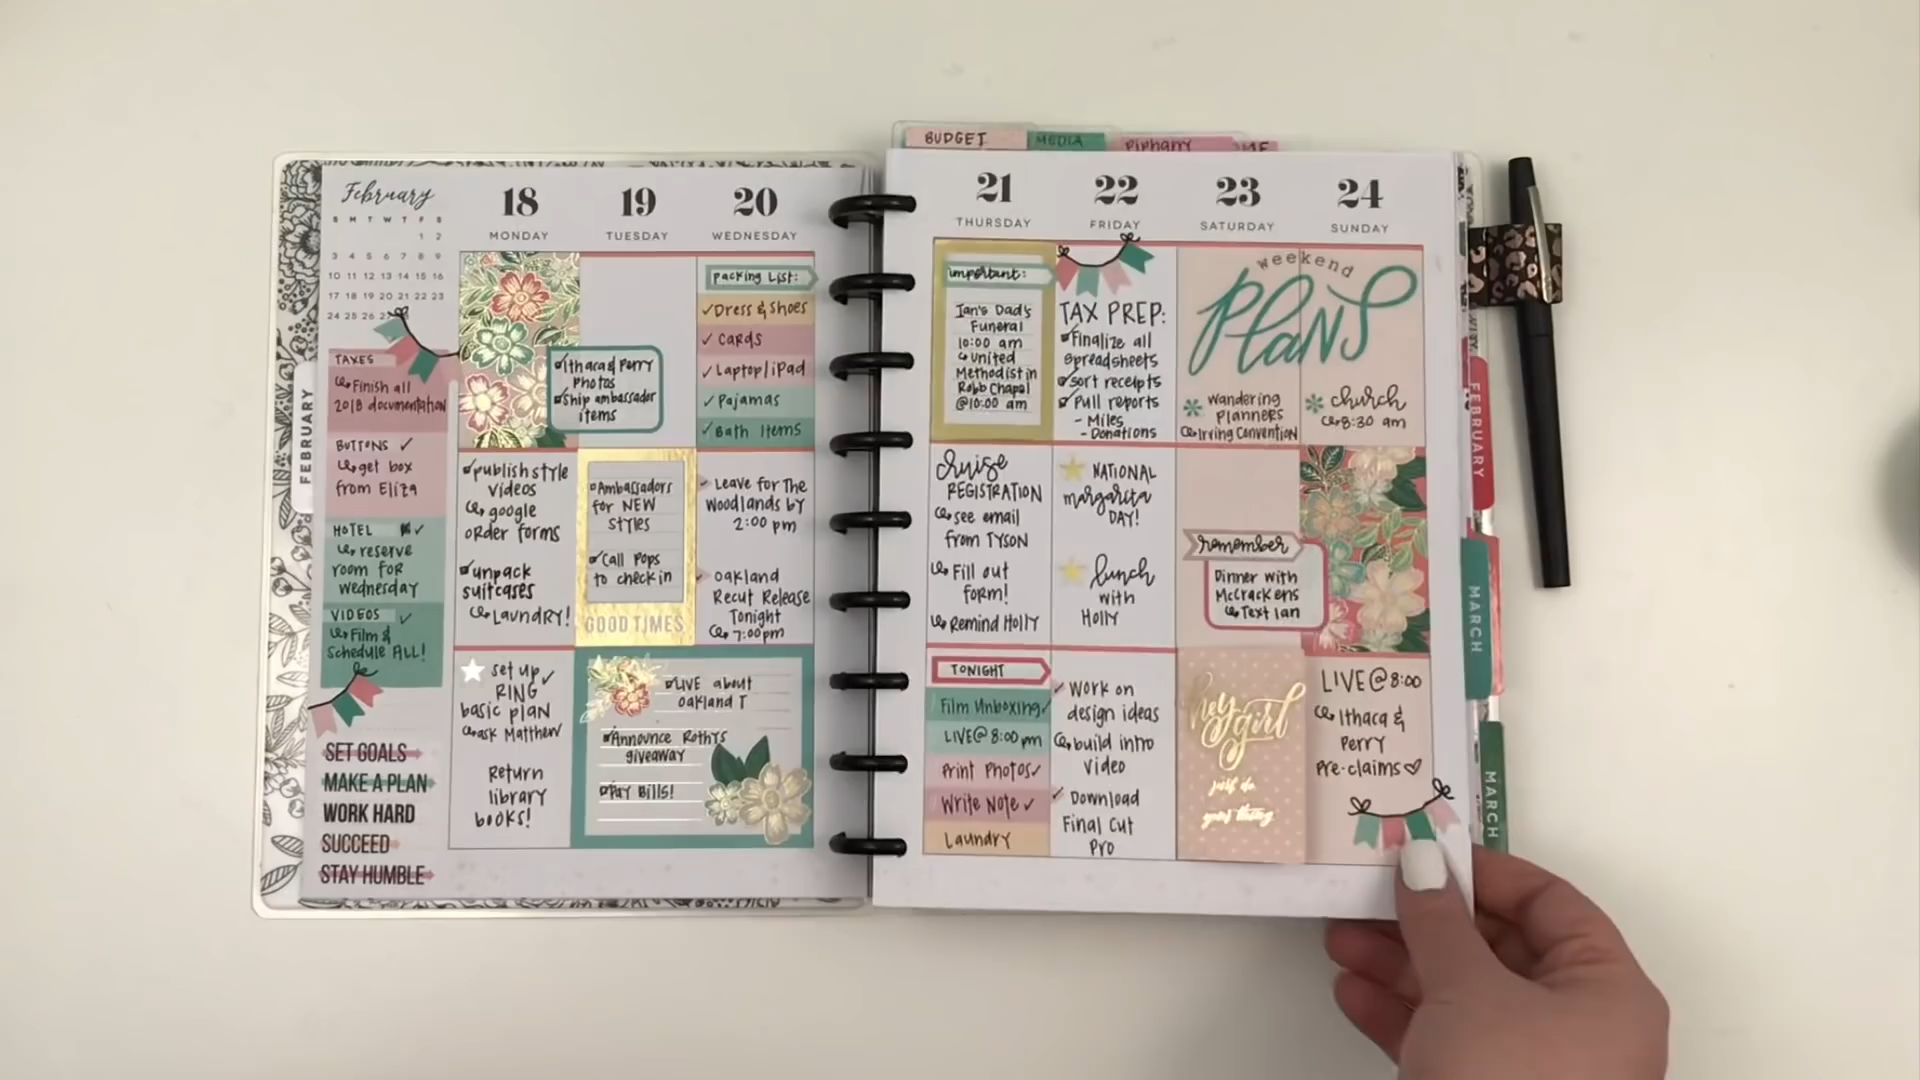 BUDGET
MEDIA
February
S M T W T F S
1 2
3 4 5 6 7 8 9
10 11 12 13 14 15 16
17 18 19 20 21 22 23
24 25 26 27
FEBRUARY
TAXES
Finish all
2018 documentation
BUTTONS ✓
get box
from Eliza
HOTEL ✓
reserve
room for
wednesday
VIDEOS ✓
Film &
Schedule ALL!
SET GOALS
MAKE A PLAN
WORK HARD
SUCCEED
STAY HUMBLE
18
MONDAY
publish style
videos
google
order forms
unpack
suitcases
Laundry!
set up ✓
RING
basic plan
ask Matthew
Return
library
books!
19
TUESDAY
Ithaca & Perry
Photos
Ship ambassador
items
Ambassadors
for NEW
styles
Call Pops
to check in
GOOD TIMES
LIVE about
oakland T
Announce Rothys
giveaway
Pay Bills!
20
WEDNESDAY
packing List:
✓Dress & Shoes
✓ Cards
✓ Laptop/iPad
✓ Pajamas
✓ Bath Items
Leave for The
Woodlands by
2:00 pm
oakland
Recut Release
Tonight
7:00pm
21
THURSDAY
important:
Ian's Dad's
Funeral
10:00 am
United
Methodist in
Robb Chapel
@10:00 am
cruise
REGISTRATION
see email
from TYSON
Fill out
form!
Remind Holly
TONIGHT
Film Unboxing✓
LIVE@ 8:00 pm
Print Photos✓
Write Note ✓
Laundry
22
FRIDAY
TAX PREP:
Finalize all
spreadsheets
sort receipts
Pull reports
- Miles
- Donations
NATIONAL
margarita
DAY!
lunch
with
Holly
Work on
design ideas
build intro
video
Download
Final Cut
Pro
23
SATURDAY
24
SUNDAY
weekend
Plans
wandering
planners
Irving Convention
church
8:30 am
remember
Dinner with
McCrackens
Text Ian
hey girl
just do
your thing
LIVE@ 8:00
Ithaca &
Perry
Pre-claims♡
FEBRUARY
MARCH
MARCH